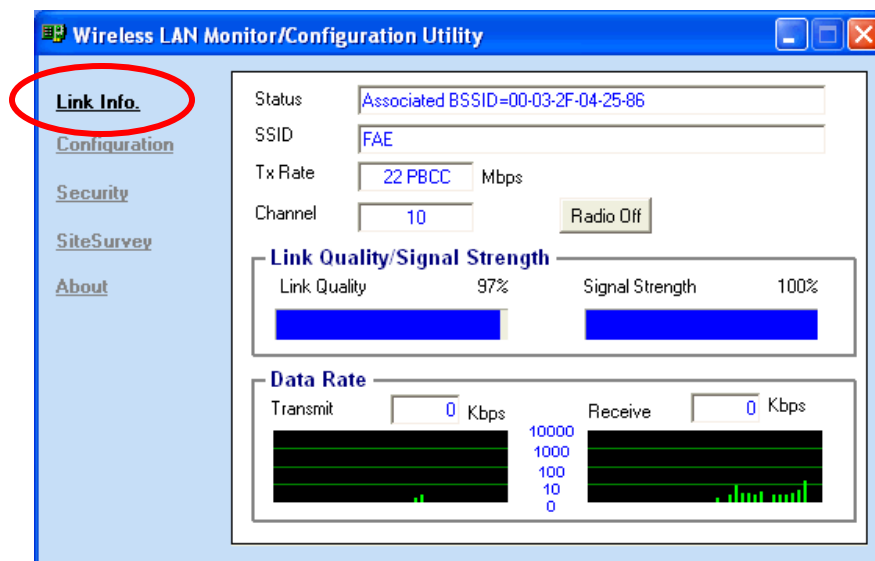 Wireless LAN Monitor/Configuration Utility
Link Info.
Configuration
Security
SiteSurvey
About
Status Associated BSSID=00-03-2F-04-25-86
SSID FAE
Tx Rate 22 PBCC Mbps
Channel 10 Radio Off
Link Quality/Signal Strength
Link Quality 97% Signal Strength 100%
Data Rate
Transmit 0 Kbps Receive 0 Kbps
10000
1000
100
10
0